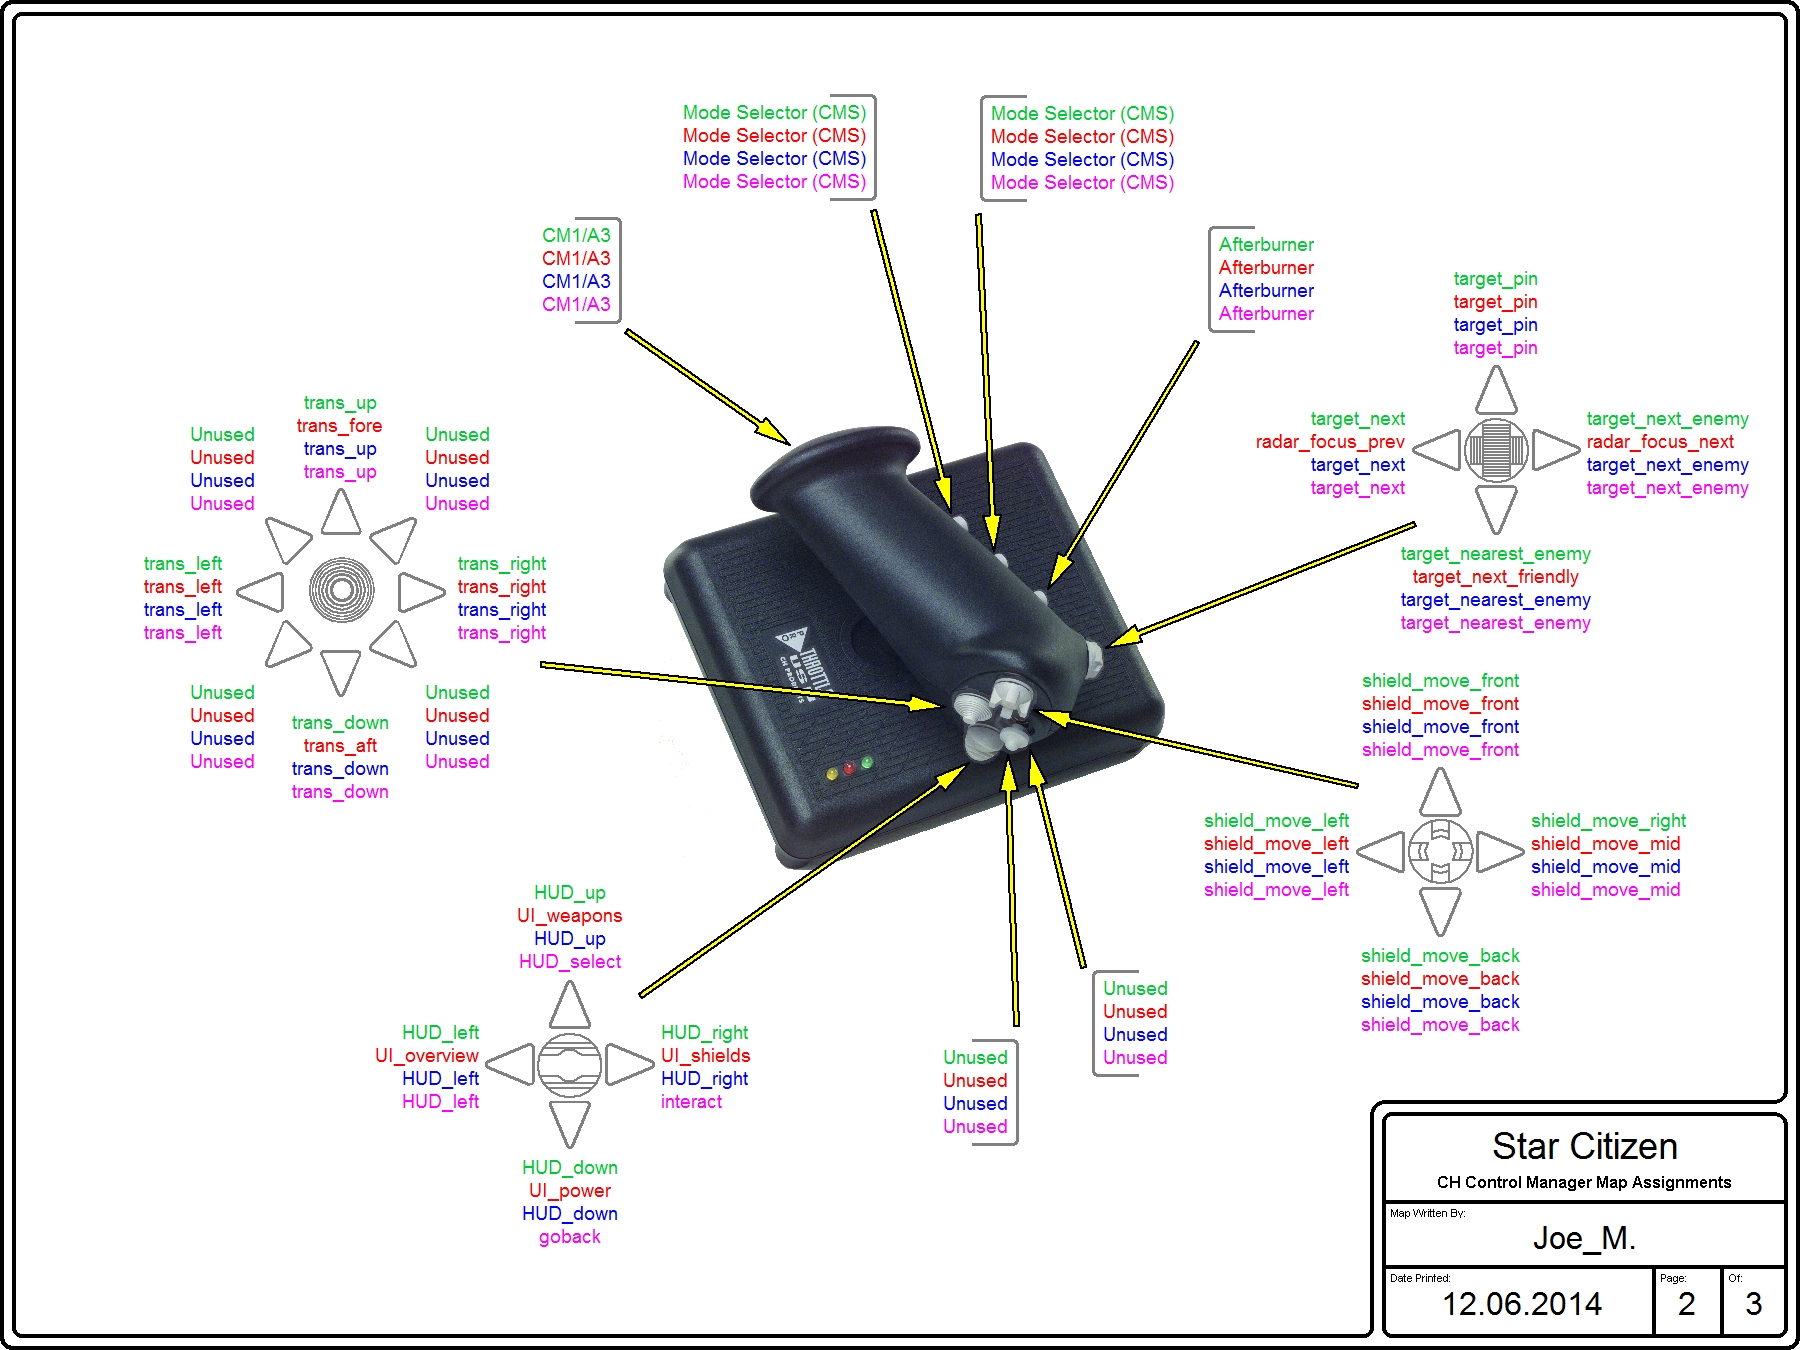 Mode Selector (CMS)
Mode Selector (CMS)
Mode Selector (CMS)
Mode Selector (CMS)
Mode Selector (CMS)
Mode Selector (CMS)
Mode Selector (CMS)
Mode Selector (CMS)
CM1/A3
CM1/A3
CM1/A3
CM1/A3
Afterburner
Afterburner
Afterburner
Afterburner
target_pin
target_pin
target_pin
target_pin
target_next
radar_focus_prev
target_next
target_next
target_next_enemy
radar_focus_next
target_next_enemy
target_next_enemy
target_nearest_enemy
target_next_friendly
target_nearest_enemy
target_nearest_enemy
trans_up
trans_fore
trans_up
trans_up
Unused
Unused
Unused
Unused
Unused
Unused
Unused
Unused
trans_left
trans_left
trans_left
trans_left
trans_right
trans_right
trans_right
trans_right
Unused
Unused
Unused
Unused
trans_down
trans_aft
trans_down
trans_down
Unused
Unused
Unused
Unused
PRO
THROTTLE
USB
CH PRODUCTS
shield_move_front
shield_move_front
shield_move_front
shield_move_front
shield_move_left
shield_move_left
shield_move_left
shield_move_left
shield_move_right
shield_move_mid
shield_move_mid
shield_move_mid
shield_move_back
shield_move_back
shield_move_back
shield_move_back
HUD_up
UI_weapons
HUD_up
HUD_select
HUD_left
UI_overview
HUD_left
HUD_left
HUD_right
UI_shields
HUD_right
interact
HUD_down
UI_power
HUD_down
goback
Unused
Unused
Unused
Unused
Unused
Unused
Unused
Unused
Star Citizen
CH Control Manager Map Assignments
Map Written By:
Joe_M.
Date Printed:
12.06.2014
Page:
2
Of:
3